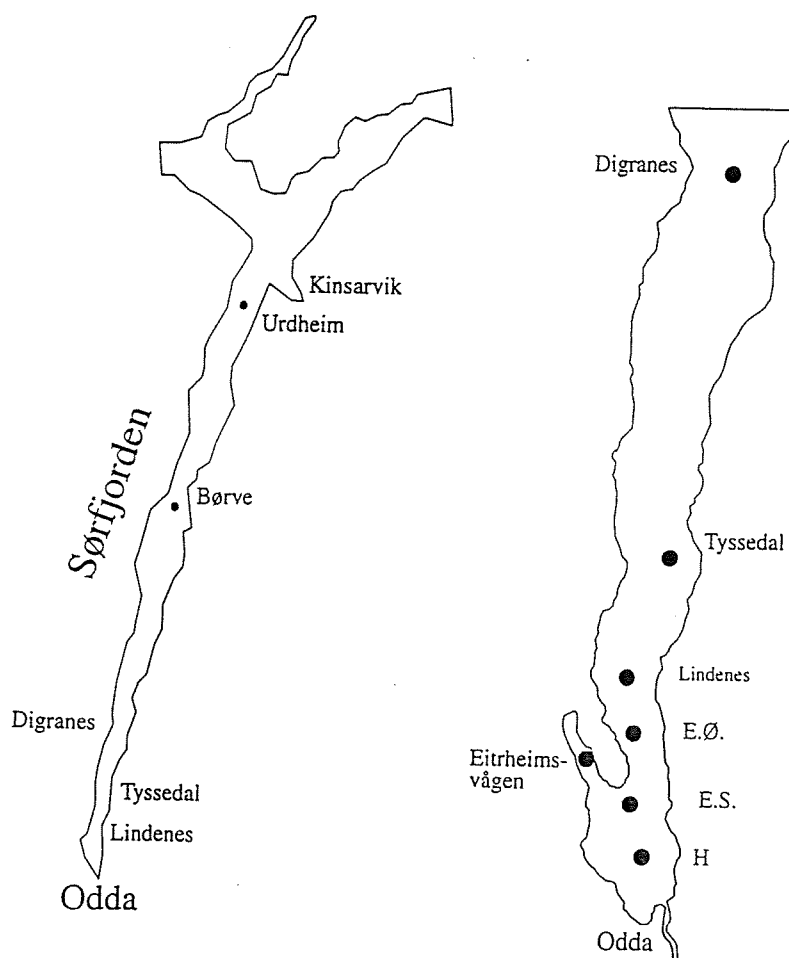 Kinsarvik
Urdheim
Sørfjorden
Børve
Digranes
Tyssedal
Lindenes
Odda
Digranes
Tyssedal
Lindenes
E.Ø.
Eitrheims-
vågen
E.S.
H
Odda